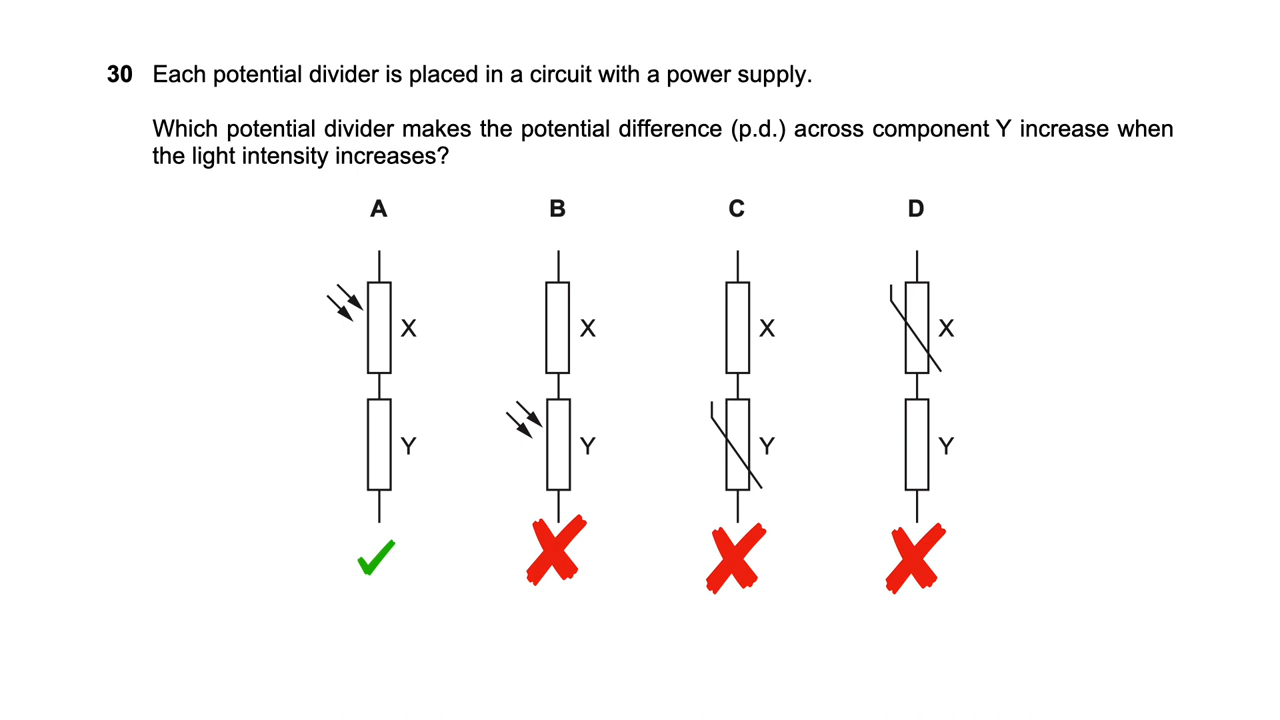 30 Each potential divider is placed in a circuit with a power supply.
Which potential divider makes the potential difference (p.d.) across component Y increase when
the light intensity increases?
A B C D
X X X X
Y Y Y Y